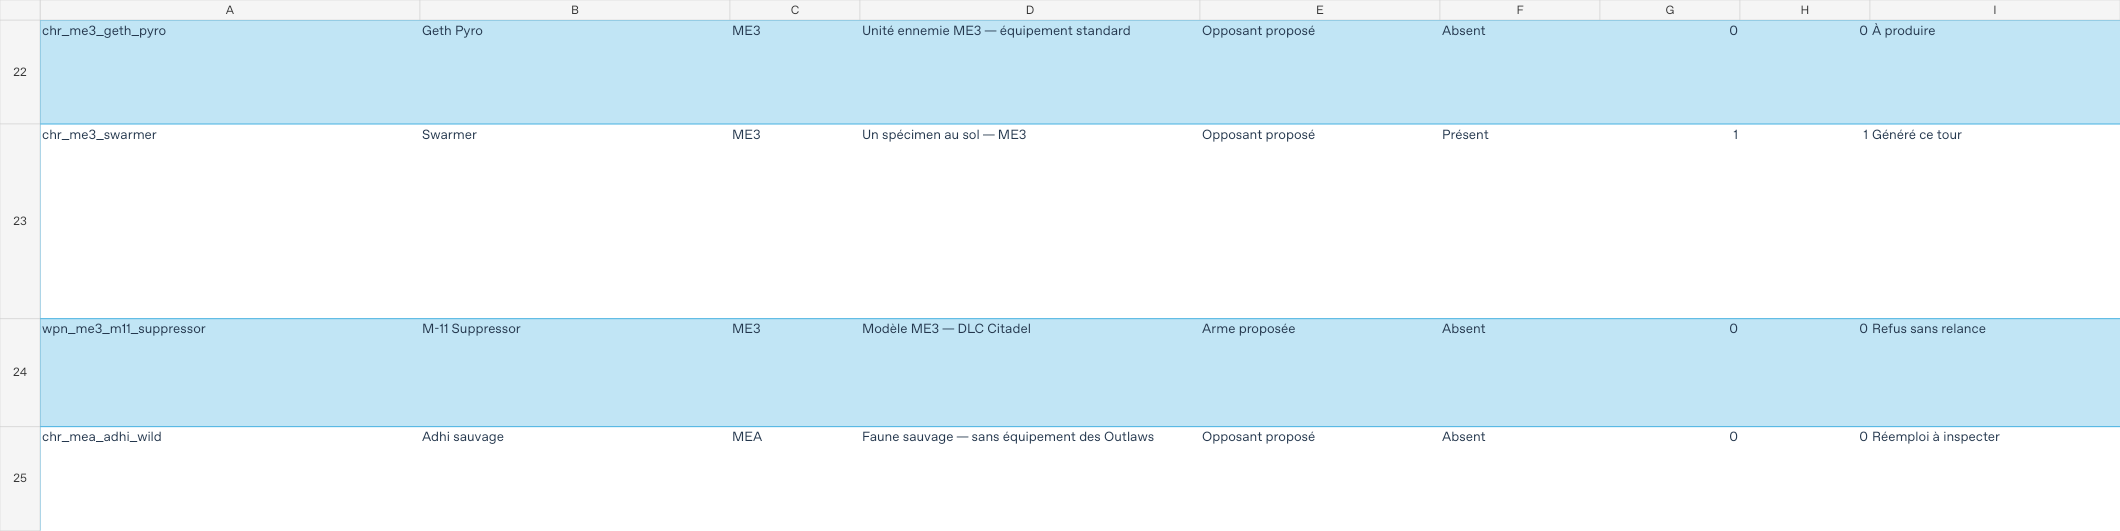 A B C D E F G H I
22 chr_me3_geth_pyro Geth Pyro ME3 Unité ennemie ME3 — équipement standard Opposant proposé Absent 0 0 À produire
23 chr_me3_swarmer Swarmer ME3 Un spécimen au sol — ME3 Opposant proposé Présent 1 1 Généré ce tour
24 wpn_me3_m11_suppressor M-11 Suppressor ME3 Modèle ME3 — DLC Citadel Arme proposée Absent 0 0 Refus sans relance
25 chr_mea_adhi_wild Adhi sauvage MEA Faune sauvage — sans équipement des Outlaws Opposant proposé Absent 0 0 Réemploi à inspecter